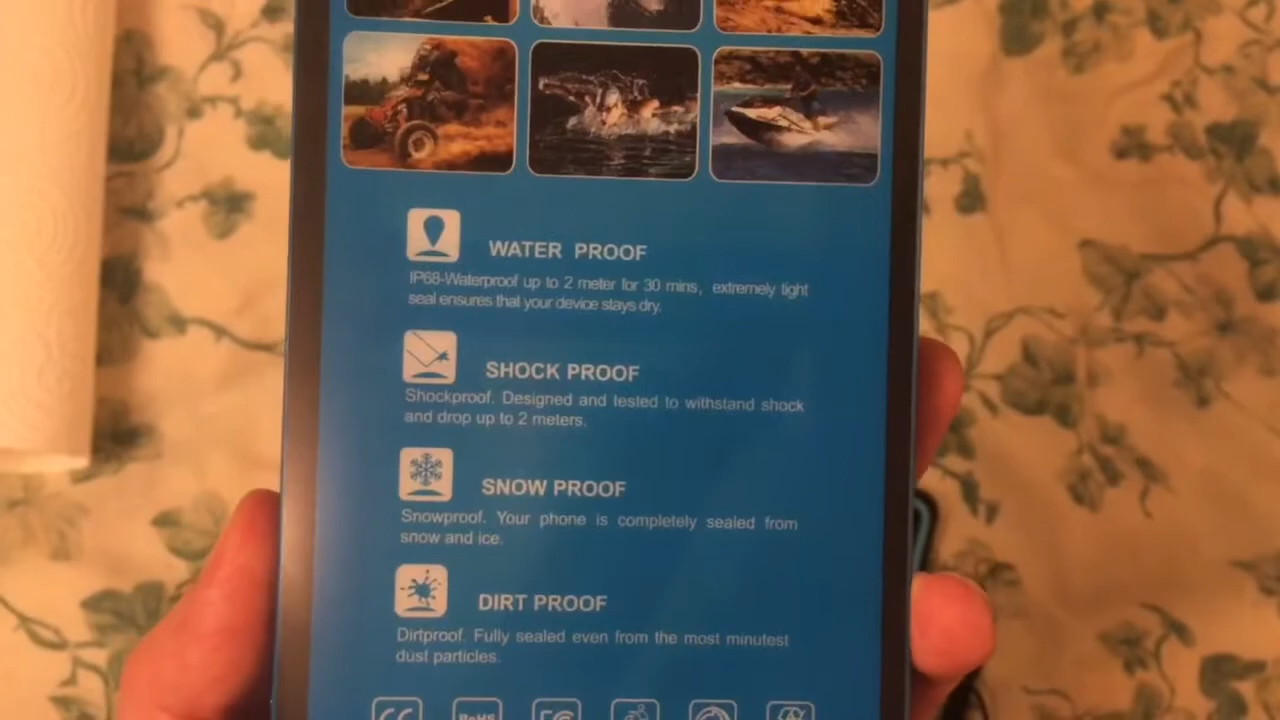 WATER PROOF
IP68-Waterproof up to 2 meter for 30 mins, extremely tight
seal ensures that your device stays dry.
SHOCK PROOF
Shockproof. Designed and tested to withstand shock
and drop up to 2 meters.
SNOW PROOF
Snowproof. Your phone is completely sealed from
snow and ice.
DIRT PROOF
Dirtproof. Fully sealed even from the most minutest
dust particles.
CE RoHS FC